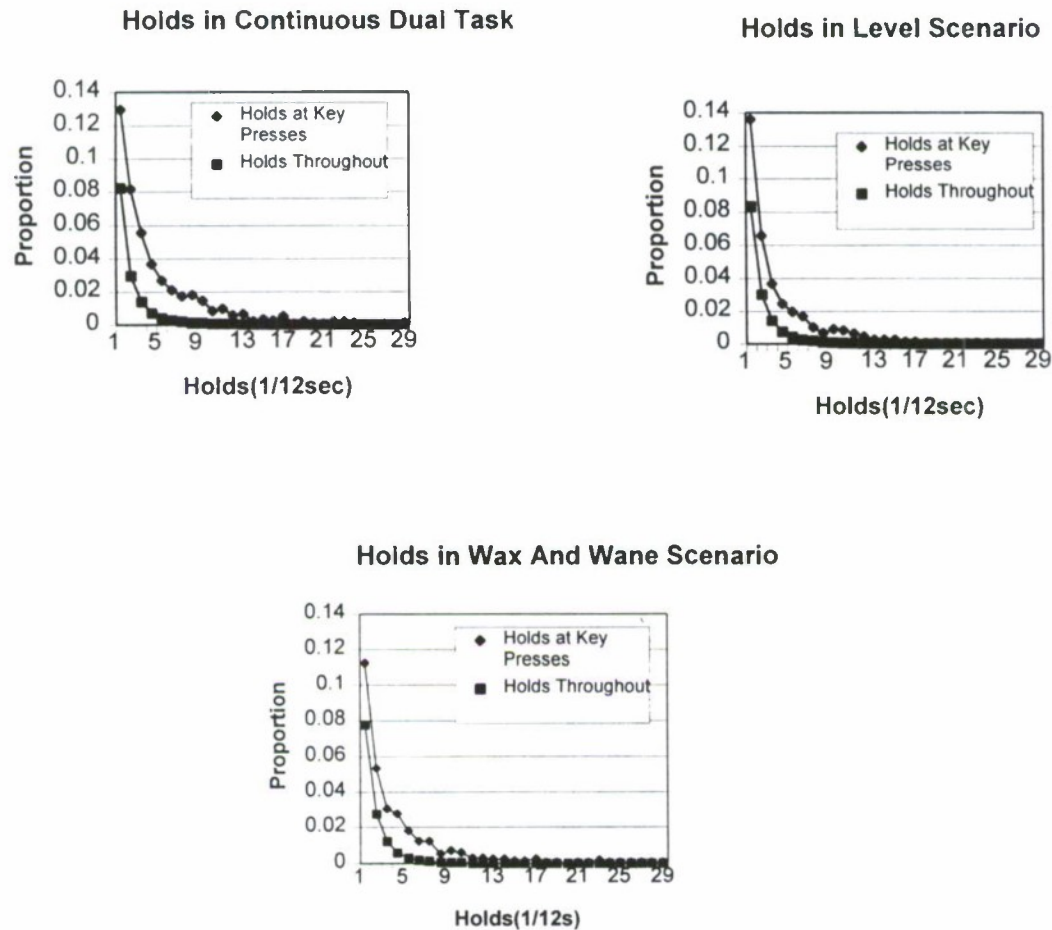 Holds in Continuous Dual Task
0.14
0.12
0.1
0.08
0.06
0.04
0.02
0
Proportion
Holds at Key
Presses
Holds Throughout
1 5 9 13 17 21 25 29
Holds(1/12sec)
Holds in Level Scenario
0.14
0.12
0.1
0.08
0.06
0.04
0.02
0
Proportion
Holds at Key
Presses
Holds Throughout
1 5 9 13 17 21 25 29
Holds(1/12sec)
Holds in Wax And Wane Scenario
0.14
0.12
0.1
0.08
0.06
0.04
0.02
0
Proportion
Holds at Key
Presses
Holds Throughout
1 5 9 13 17 21 25 29
Holds(1/12s)